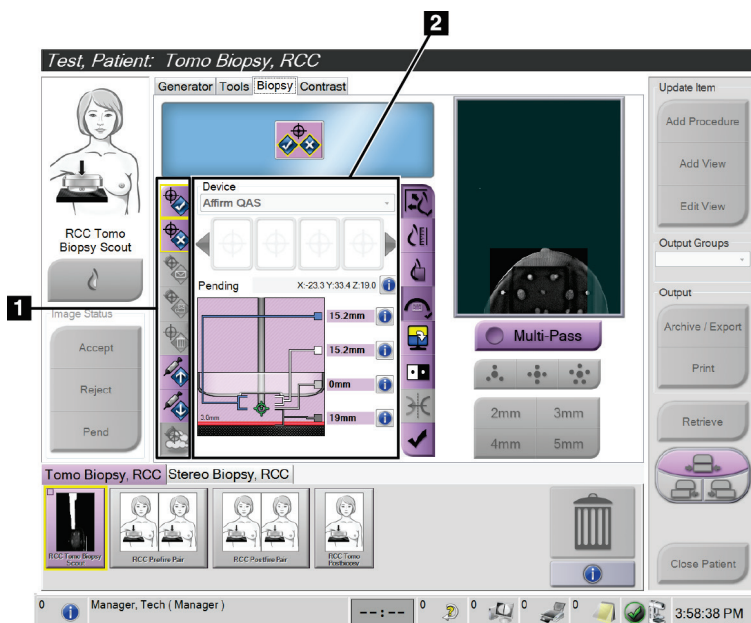 2
Test, Patient: Tomo Biopsy, RCC
Generator Tools Biopsy Contrast
Device
Affirm QAS
Pending X:-23.3 Y:33.4 Z:19.0
15.2mm
15.2mm
0mm
19mm
0.0mm
1
RCC Tomo
Biopsy Scout
Image Status
Accept
Reject
Pend
Multi-Pass
2mm 3mm
4mm 5mm
Update Item
Add Procedure
Add View
Edit View
Output Groups
Output
Archive / Export
Print
Retrieve
Close Patient
Tomo Biopsy, RCC Stereo Biopsy, RCC
RCC Tomo Biopsy
Scout
RCC Prefire Pair
RCC Postfire Pair
RCC Tomo
Postbiopsy
0 Manager, Tech ( Manager ) --:-- 0 0 0 0 3:58:38 PM